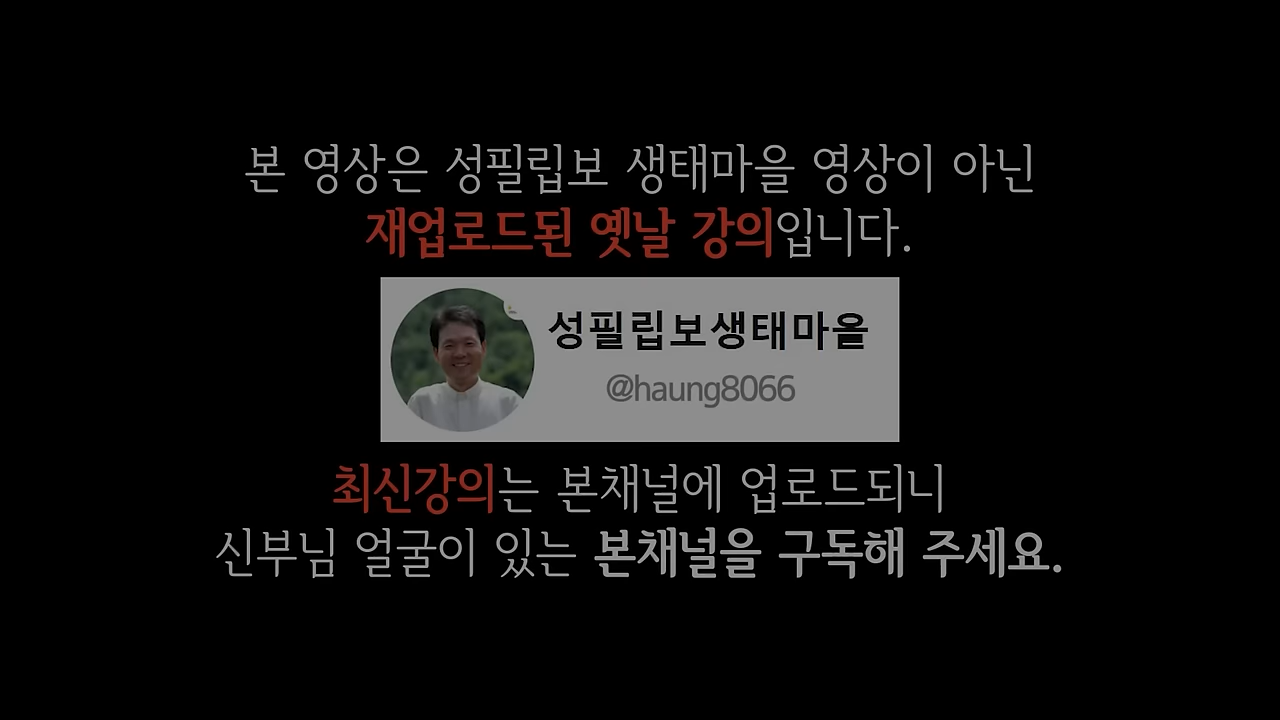 본 영상은 성필립보 생태마을 영상이 아닌
재업로드된 옛날 강의입니다.
성필립보생태마을
@haung8066
최신강의는 본채널에 업로드되니
신부님 얼굴이 있는 본채널을 구독해 주세요.